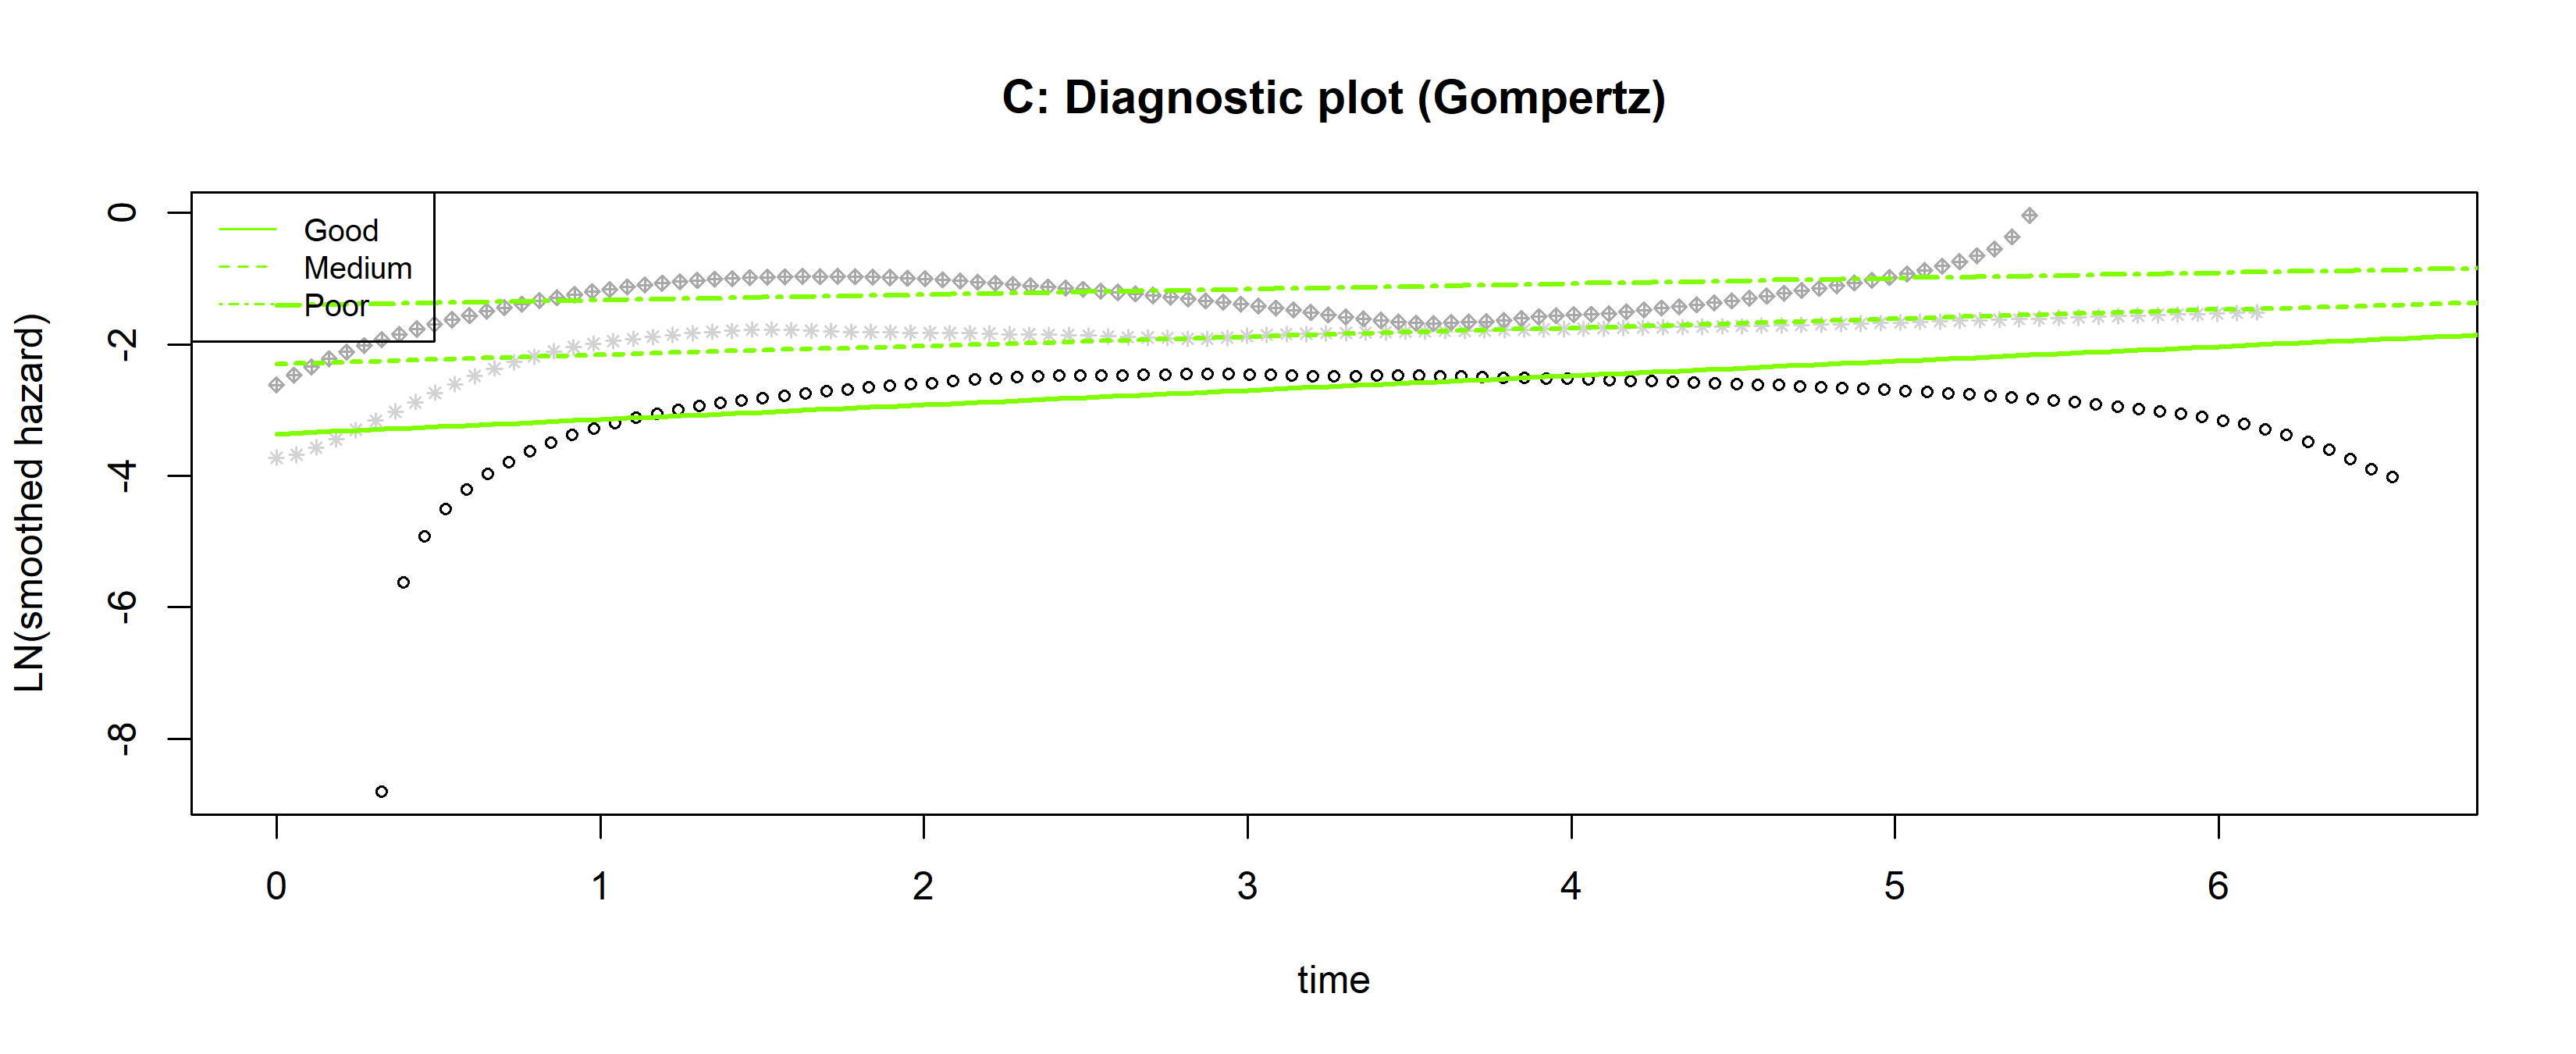 C: Diagnostic plot (Gompertz)
LN(smoothed hazard)
0
-2
-4
-6
-8
Good
Medium
Poor
0 1 2 3 4 5 6
time